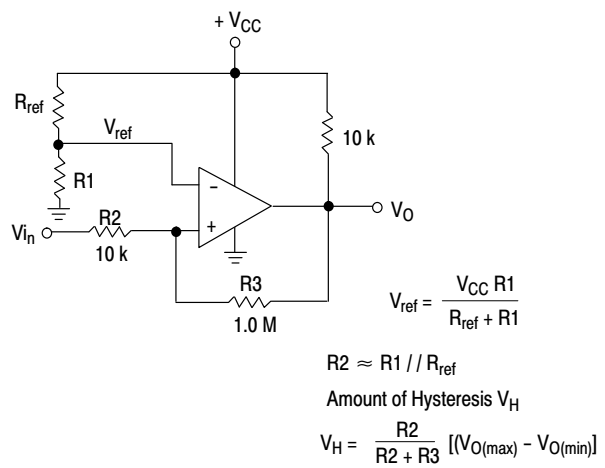 + VCC
Rref
Vref
10 k
R1
-
+
VO
Vin
R2
10 k
R3
1.0 M
Vref = VCC R1 / Rref + R1
R2 ≈ R1 // Rref
Amount of Hysteresis VH
VH = R2 / R2 + R3 [(VO(max) – VO(min)]